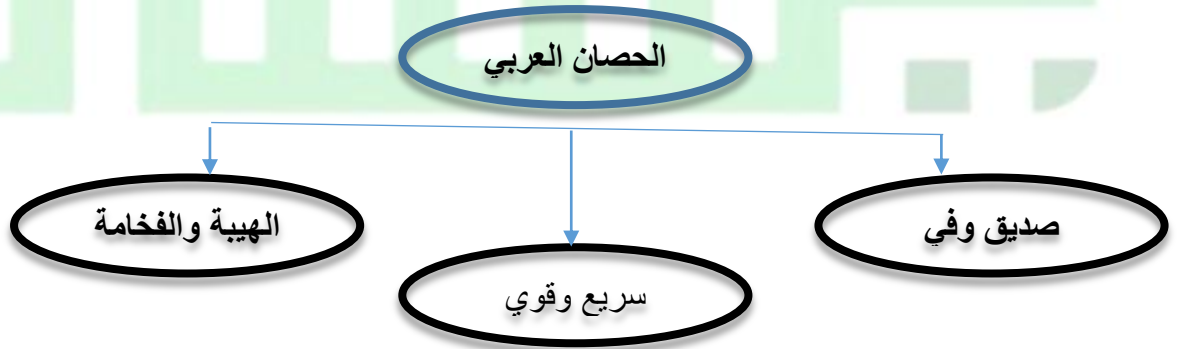 الحصان العربي
صديق وفي
سريع وقوي
الهيبة والفخامة